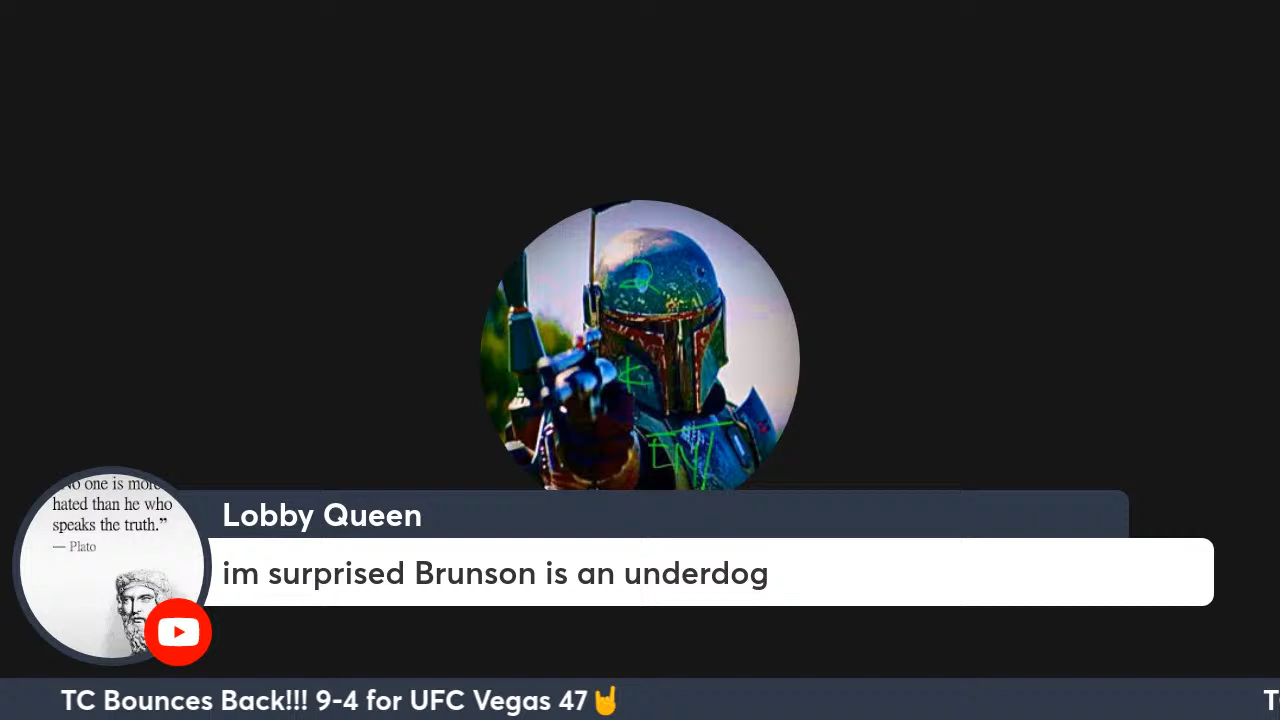 "No one is more
hated than he who
speaks the truth.”
— Plato
Lobby Queen
im surprised Brunson is an underdog
TC Bounces Back!!! 9-4 for UFC Vegas 47🤘
T